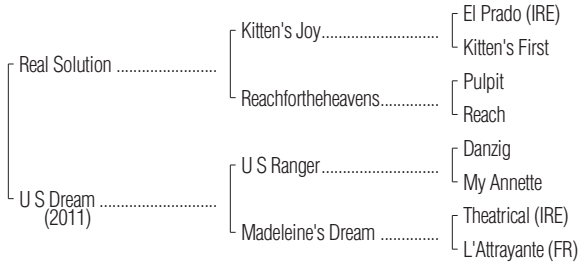 El Prado (IRE)
Kitten's Joy..............................
Kitten's First
Real Solution .........................
Pulpit
Reachfortheheavens...............
Reach
Danzig
U S Ranger..............................
My Annette
U S Dream .............................
(2011)
Theatrical (IRE)
Madeleine's Dream ................
L'Attrayante (FR)